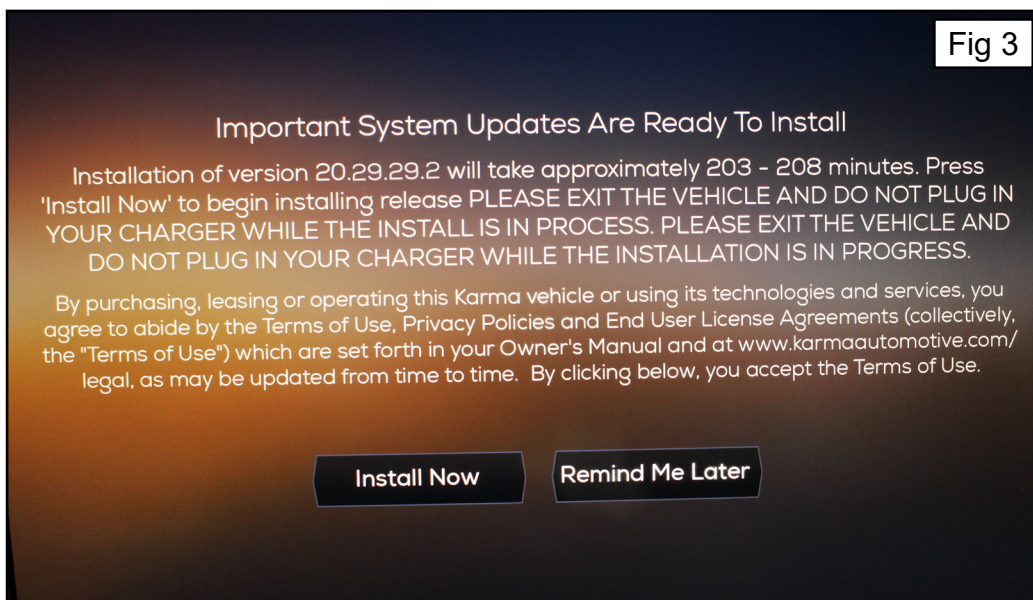 Fig 3
Important System Updates Are Ready To Install
Installation of version 20.29.29.2 will take approximately 203 - 208 minutes. Press
'Install Now' to begin installing release PLEASE EXIT THE VEHICLE AND DO NOT PLUG IN
YOUR CHARGER WHILE THE INSTALL IS IN PROCESS. PLEASE EXIT THE VEHICLE AND
DO NOT PLUG IN YOUR CHARGER WHILE THE INSTALLATION IS IN PROGRESS.
By purchasing, leasing or operating this Karma vehicle or using its technologies and services, you
agree to abide by the Terms of Use, Privacy Policies and End User License Agreements (collectively,
the "Terms of Use") which are set forth in your Owner's Manual and at www.karmaautomotive.com/
legal, as may be updated from time to time. By clicking below, you accept the Terms of Use.
Install Now
Remind Me Later